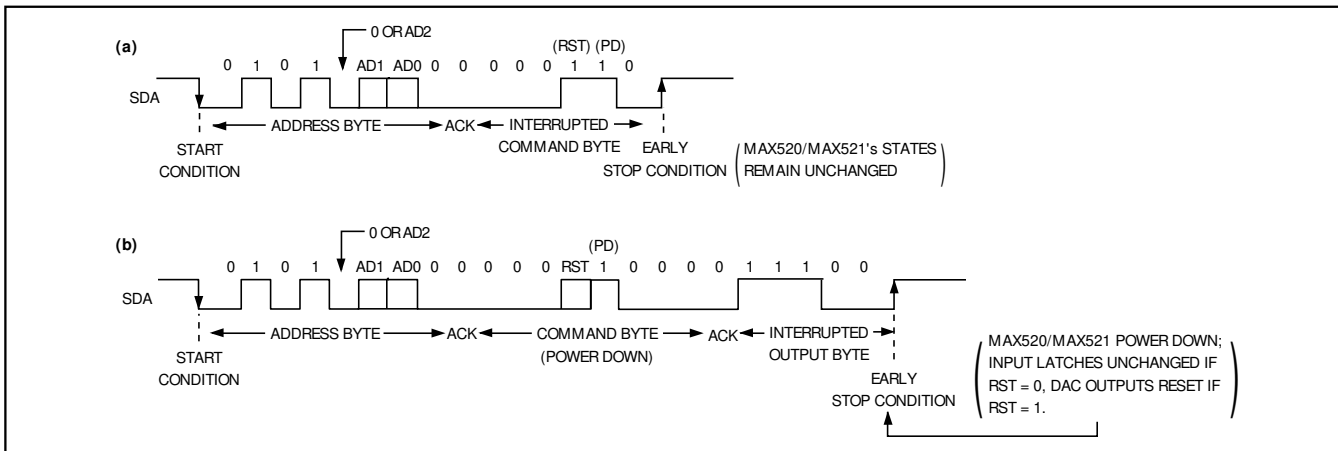 (a)
0 OR AD2
(RST) (PD)
0 1 0 1 AD1 AD0 0 0 0 0 0 1 1 0
SDA
ADDRESS BYTE ACK INTERRUPTED COMMAND BYTE
START CONDITION
EARLY STOP CONDITION
(MAX520/MAX521's STATES
REMAIN UNCHANGED)
(b)
0 OR AD2
(PD)
0 1 0 1 AD1 AD0 0 0 0 0 0 RST 1 0 0 0 0 1 1 1 0 0
SDA
ADDRESS BYTE ACK COMMAND BYTE (POWER DOWN) ACK INTERRUPTED OUTPUT BYTE
START CONDITION
EARLY STOP CONDITION
(MAX520/MAX521 POWER DOWN;
INPUT LATCHES UNCHANGED IF
RST = 0, DAC OUTPUTS RESET IF
RST = 1.)